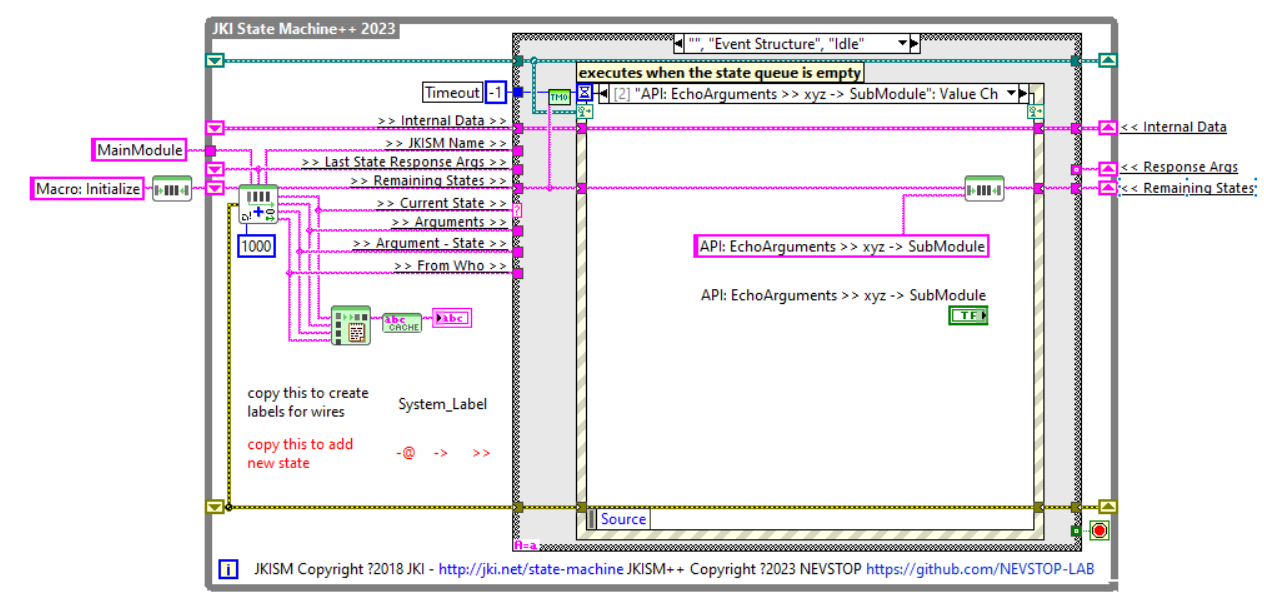 JKI State Machine++ 2023
"", "Event Structure", "Idle"
executes when the state queue is empty
Timeout -1
TMO
[2] "API: EchoArguments >> xyz -> SubModule": Value Ch
>> Internal Data >>
<< Internal Data
MainModule
>> JKISM Name >>
>> Last State Response Args >>
<< Response Args
Macro: Initialize
>> Remaining States >>
<< Remaining States
>> Current State >>
?
>> Arguments >>
1000
>> Argument - State >>
API: EchoArguments >> xyz -> SubModule
>> From Who >>
API: EchoArguments >> xyz -> SubModule
TF
abc
CACHE
abc
copy this to create
labels for wires
System_Label
copy this to add
new state
-@ -> >>
Source
A=a
i
JKISM Copyright ?2018 JKI - http://jki.net/state-machine JKISM++ Copyright ?2023 NEVSTOP https://github.com/NEVSTOP-LAB